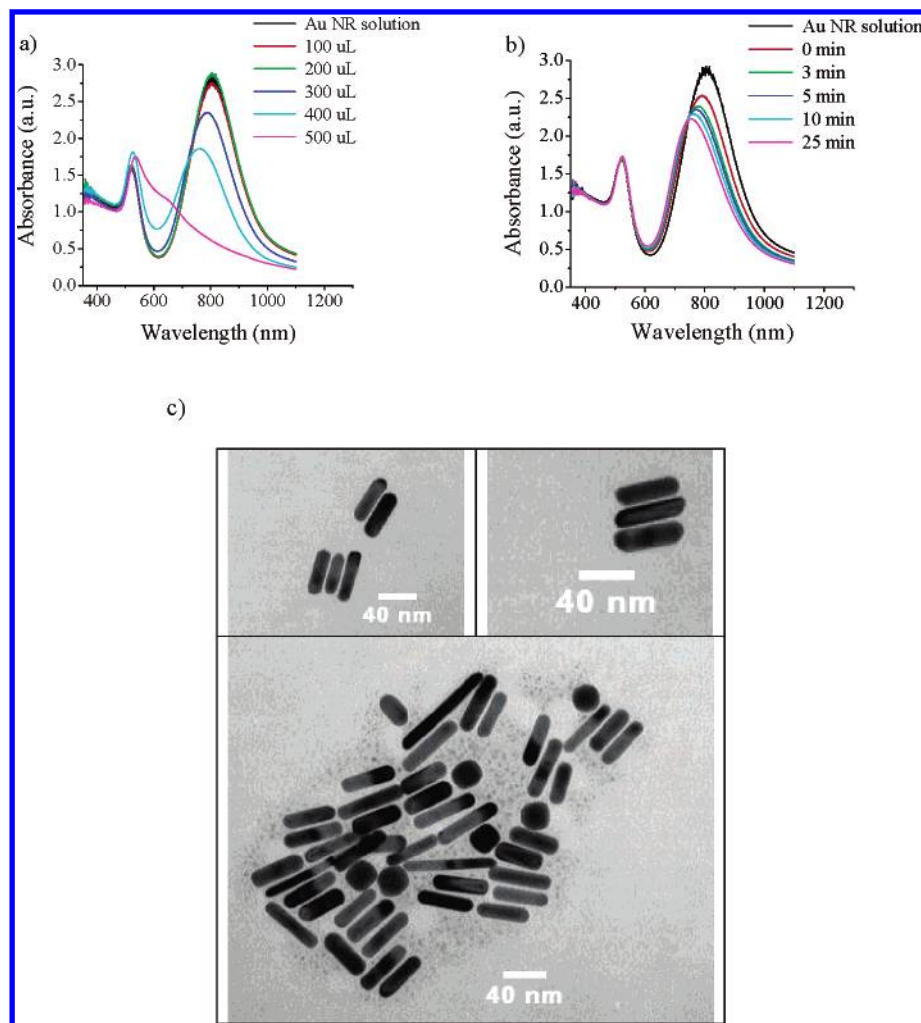 a)
Au NR solution
100 uL
200 uL
300 uL
400 uL
500 uL
Absorbance (a.u.)
3.0
2.5
2.0
1.5
1.0
0.5
0.0
400 600 800 1000 1200
Wavelength (nm)
b)
Au NR solution
0 min
3 min
5 min
10 min
25 min
Absorbance (a.u.)
3.0
2.5
2.0
1.5
1.0
0.5
0.0
400 600 800 1000 1200
Wavelength (nm)
c)
40 nm
40 nm
40 nm